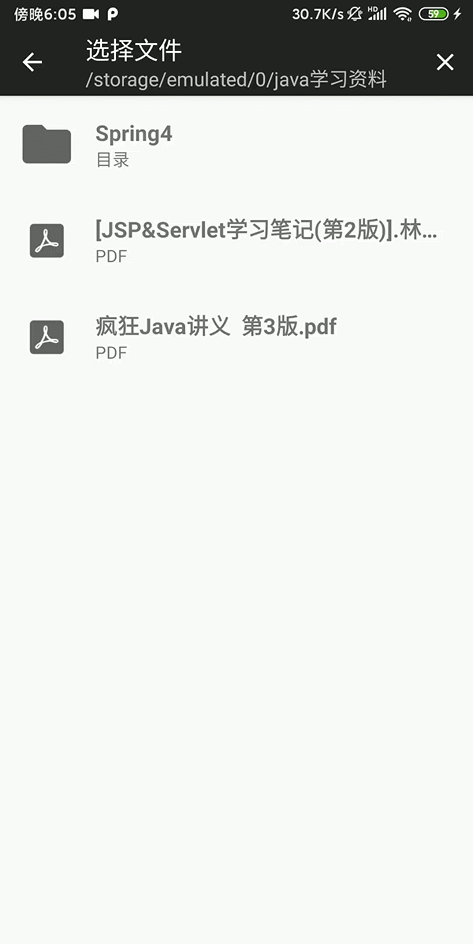 傍晚6:05
30.7K/s HD 59
选择文件
/storage/emulated/0/java学习资料
Spring4
目录
[JSP&Servlet学习笔记(第2版)].林...
PDF
疯狂Java讲义 第3版.pdf
PDF